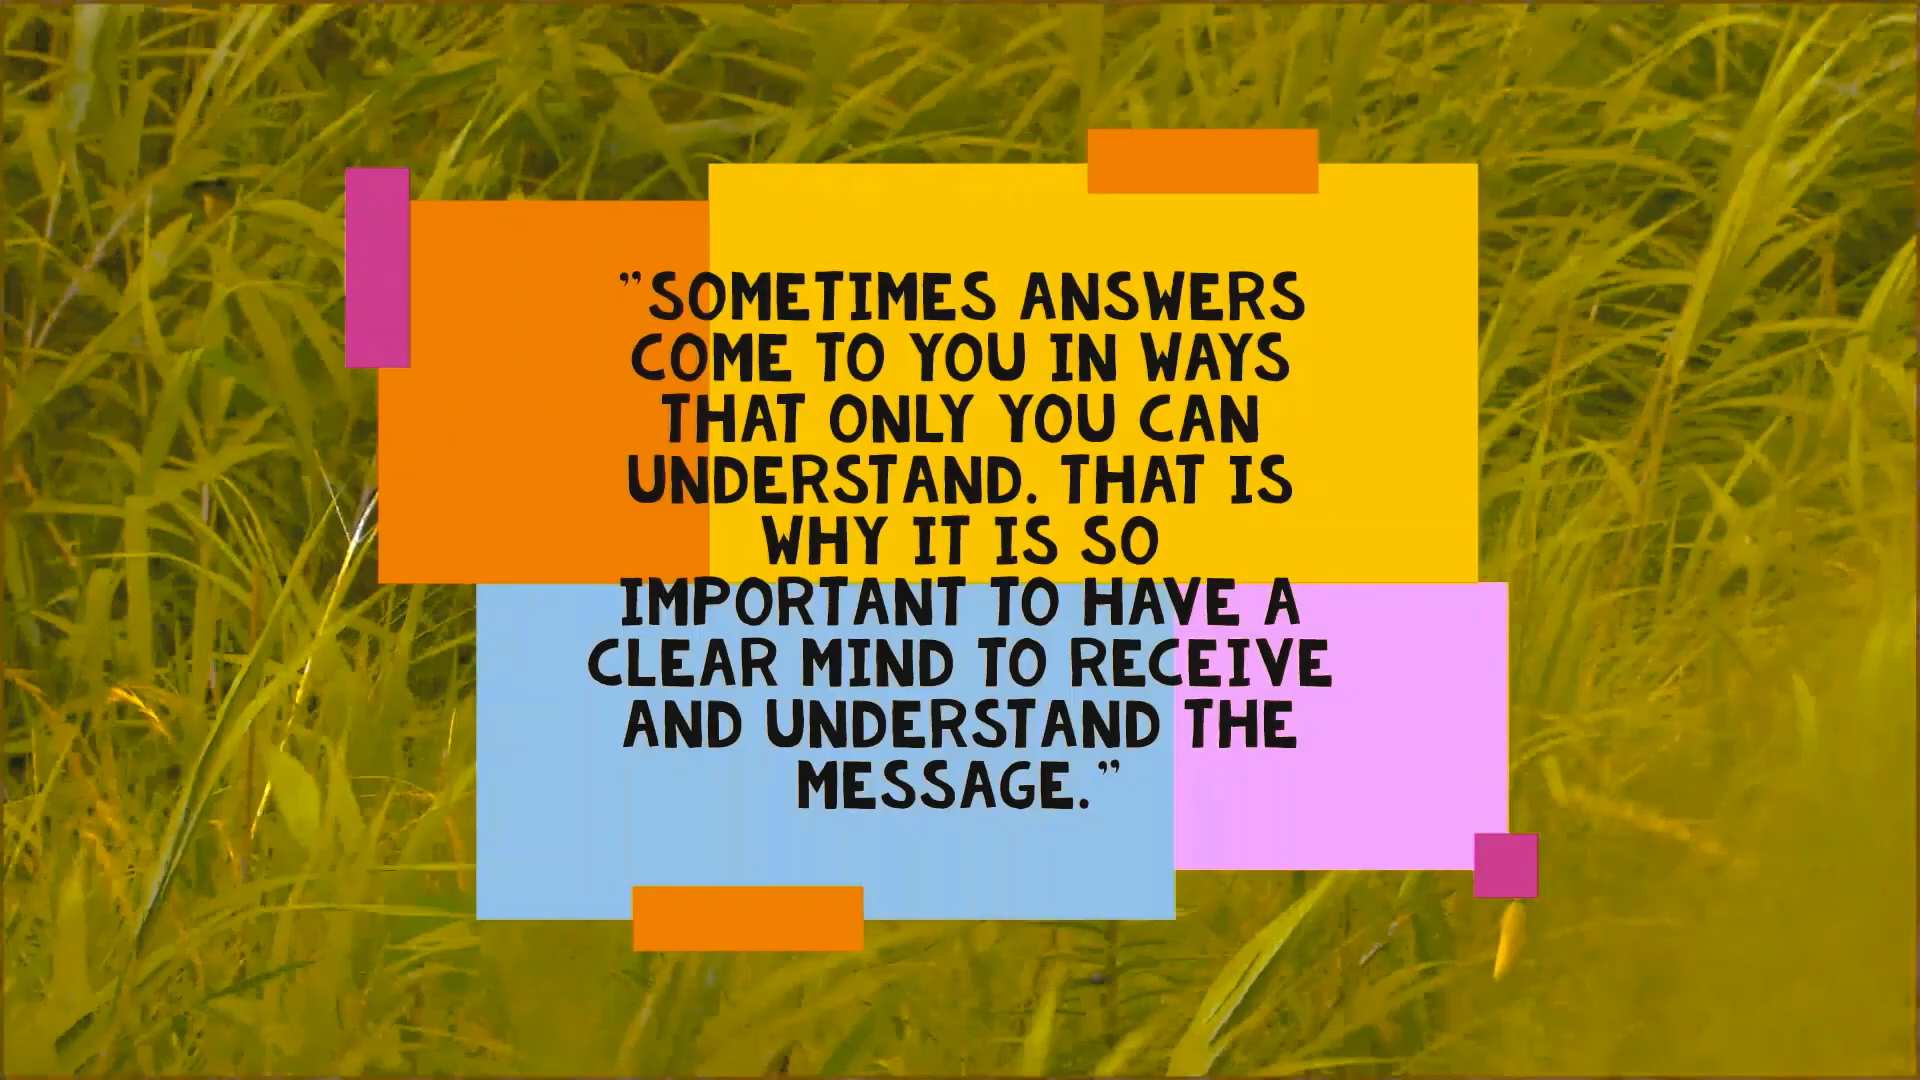 ”SOMETIMES ANSWERS
COME TO YOU IN WAYS
THAT ONLY YOU CAN
UNDERSTAND. THAT IS
WHY IT IS SO
IMPORTANT TO HAVE A
CLEAR MIND TO RECEIVE
AND UNDERSTAND THE
MESSAGE.”